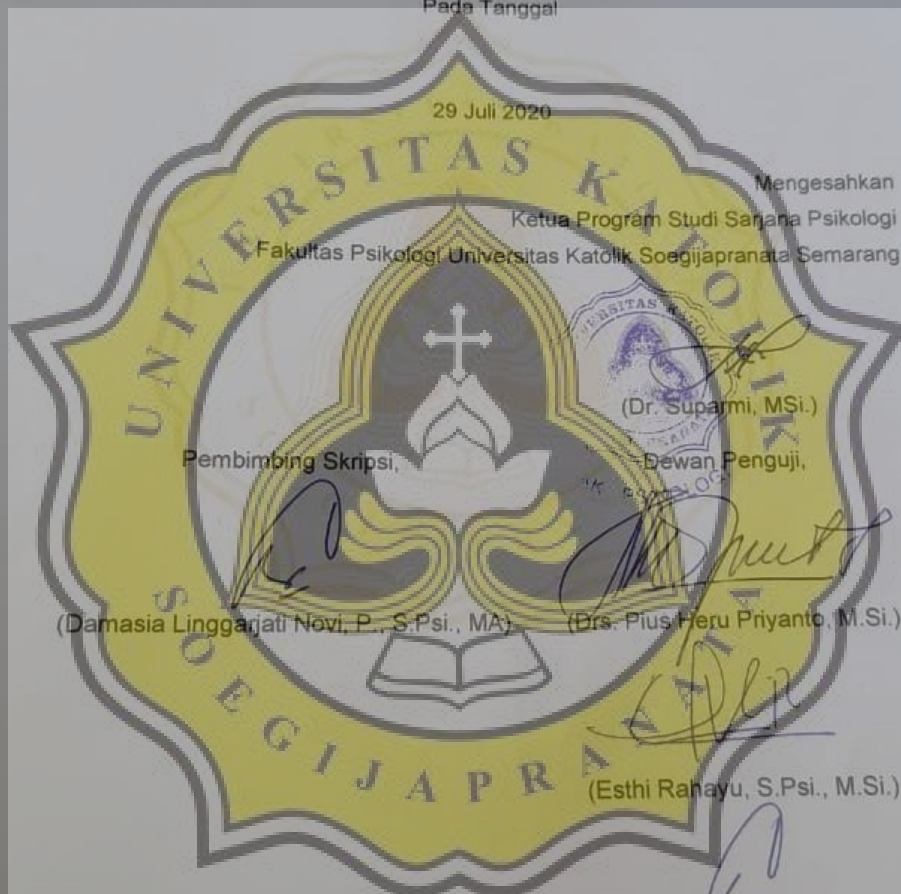 Pada Tanggal
29 Juli 2020
Mengesahkan
Ketua Program Studi Sarjana Psikologi
Fakultas Psikologi Universitas Katolik Soegijapranata Semarang
(Dr. Suparmi, MSi.)
Pembimbing Skripsi,
Dewan Penguji,
(Damasia Linggarjati Novi, P., S.Psi., MA)
(Drs. Pius Heru Priyanto, M.Si.)
(Esthi Rahayu, S.Psi., M.Si.)
UNIVERSITAS KATOLIK
SOEGIJAPRANATA